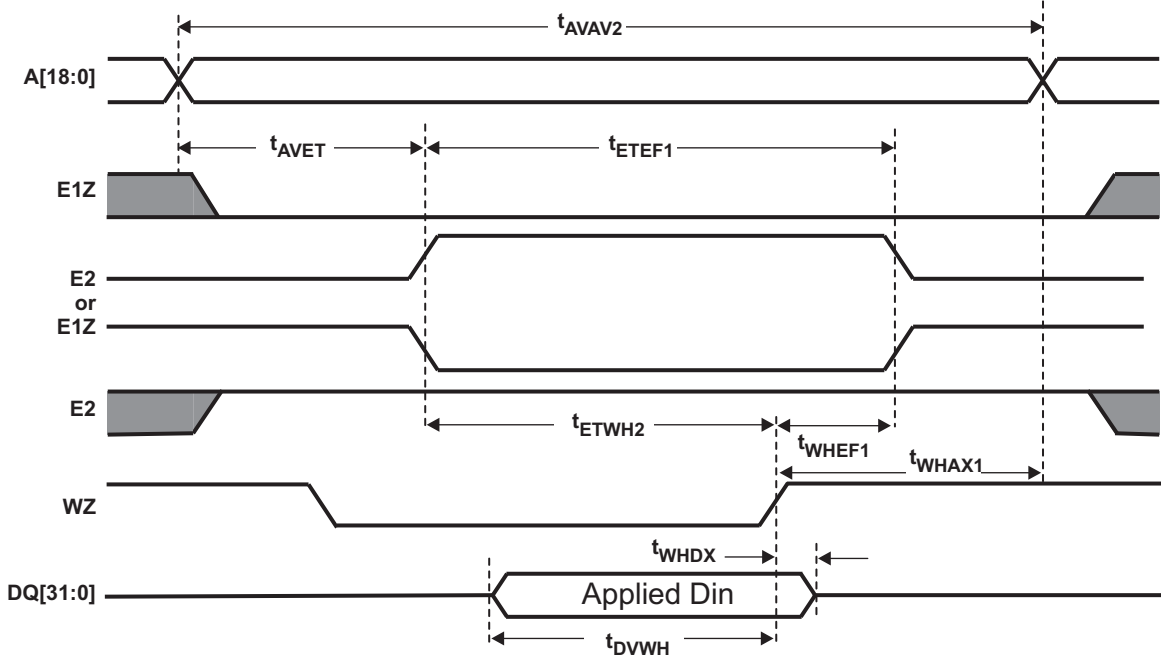 tAVAV2
A[18:0]
tAVET
tETEF1
E1Z
E2
or
E1Z
E2
tETWH2
tWHEF1
tWHAX1
WZ
tWHDX
DQ[31:0]
Applied Din
tDVWH